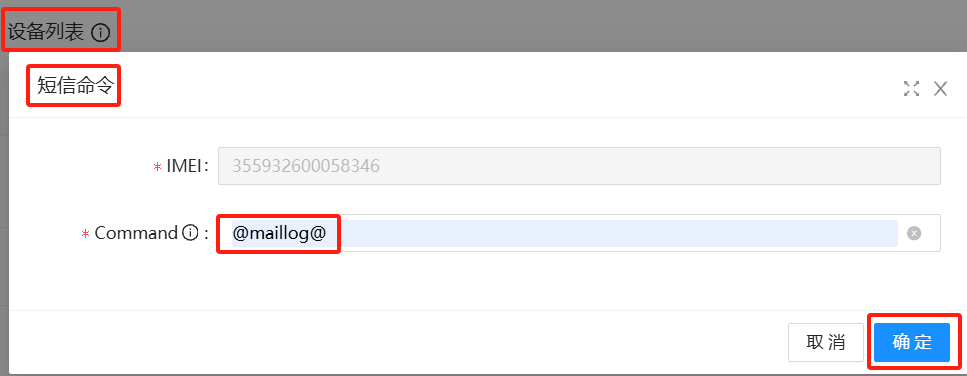 设备列表
短信命令
* IMEI: 355932600058346
* Command : @maillog@
取消 确定